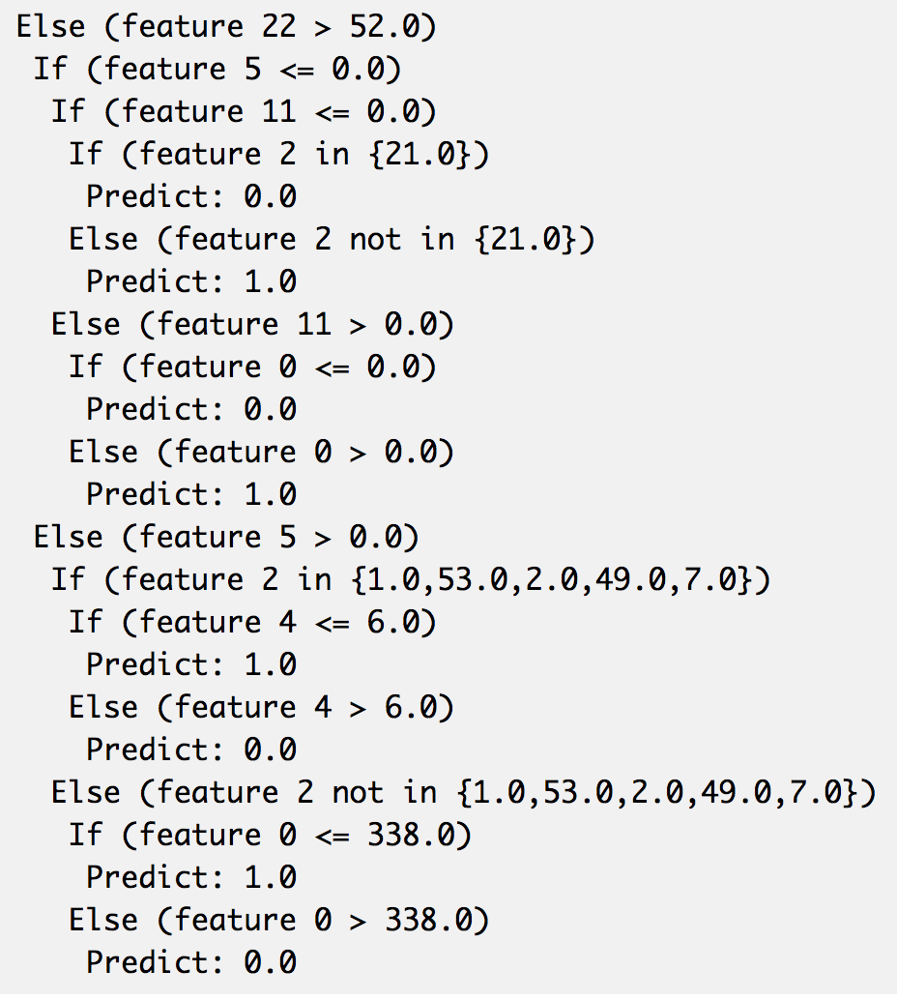 Else (feature 22 > 52.0)
 If (feature 5 <= 0.0)
  If (feature 11 <= 0.0)
   If (feature 2 in {21.0})
    Predict: 0.0
   Else (feature 2 not in {21.0})
    Predict: 1.0
  Else (feature 11 > 0.0)
   If (feature 0 <= 0.0)
    Predict: 0.0
   Else (feature 0 > 0.0)
    Predict: 1.0
 Else (feature 5 > 0.0)
  If (feature 2 in {1.0,53.0,2.0,49.0,7.0})
   If (feature 4 <= 6.0)
    Predict: 1.0
   Else (feature 4 > 6.0)
    Predict: 0.0
  Else (feature 2 not in {1.0,53.0,2.0,49.0,7.0})
   If (feature 0 <= 338.0)
    Predict: 1.0
   Else (feature 0 > 338.0)
    Predict: 0.0